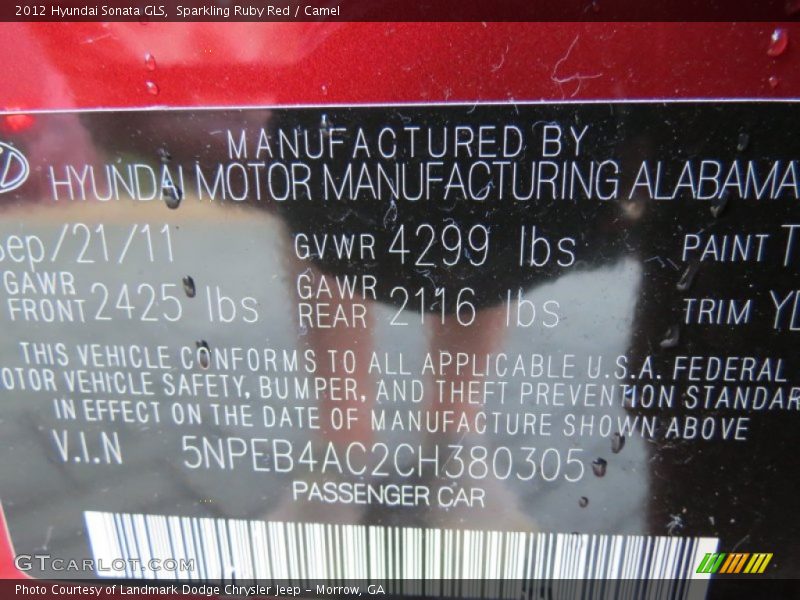 2012 Hyundai Sonata GLS, Sparkling Ruby Red / Camel
MANUFACTURED BY
HYUNDAI MOTOR MANUFACTURING ALABAMA
Sep/21/11 GVWR 4299 lbs PAINT T
GAWR FRONT 2425 lbs GAWR REAR 2116 lbs TRIM
THIS VEHICLE CONFORMS TO ALL APPLICABLE U.S.A. FEDERAL
OTOR VEHICLE SAFETY, BUMPER, AND THEFT PREVENTION STANDAR
IN EFFECT ON THE DATE OF MANUFACTURE SHOWN ABOVE
V.I.N 5NPEB4AC2CH380305
PASSENGER CAR
GTCARLOT.COM
Photo Courtesy of Landmark Dodge Chrysler Jeep - Morrow, GA